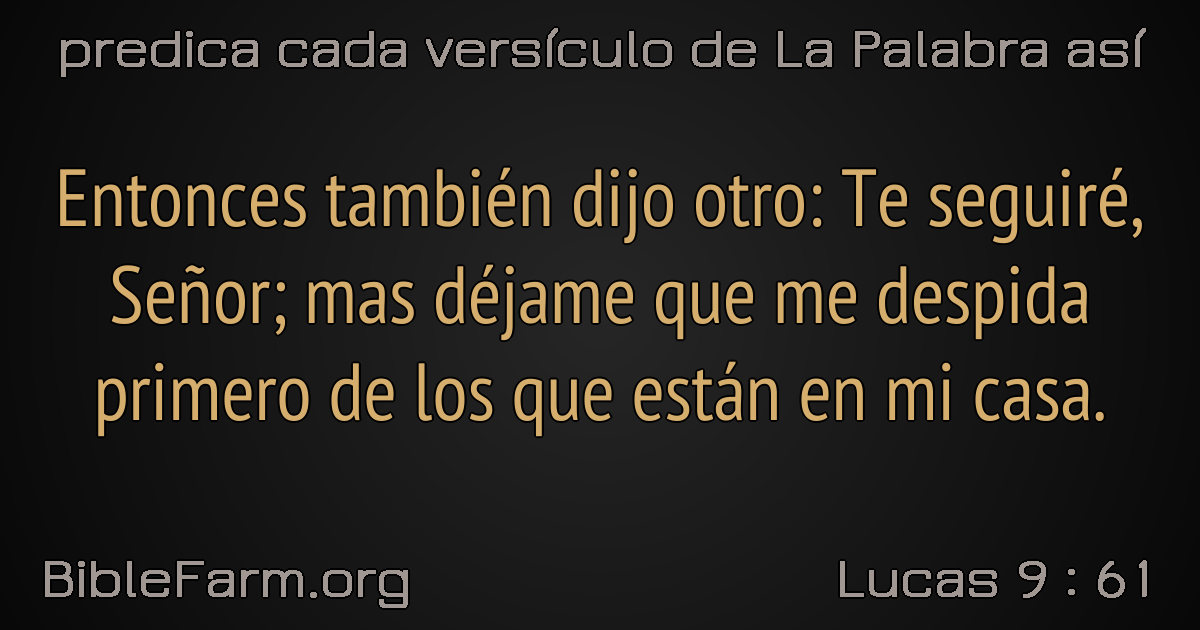 predica cada versículo de La Palabra así
Entonces también dijo otro: Te seguiré,
Señor; mas déjame que me despida
primero de los que están en mi casa.
BibleFarm.org
Lucas 9 : 61